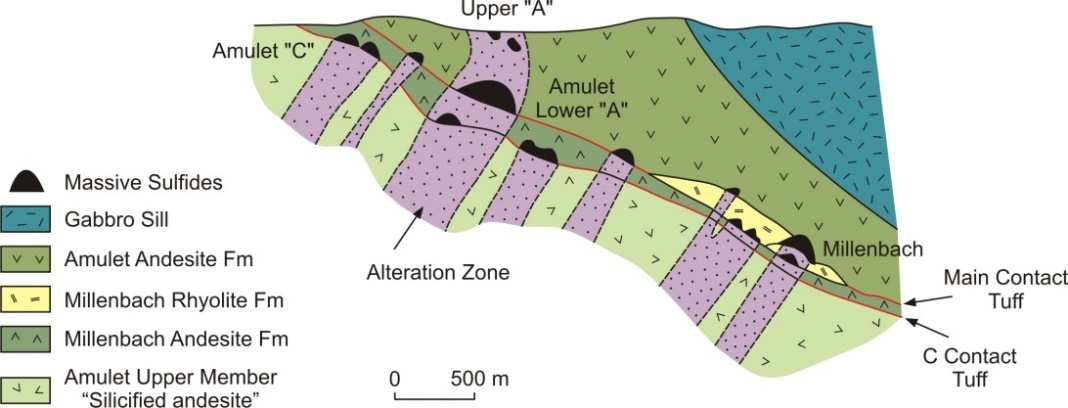 Upper "A"
Amulet "C"
Amulet
Lower "A"
Massive Sulfides
Gabbro Sill
Amulet Andesite Fm
Millenbach Rhyolite Fm
Millenbach Andesite Fm
Amulet Upper Member
“Silicified andesite”
Alteration Zone
0 500 m
Millenbach
Main Contact
Tuff
C Contact
Tuff